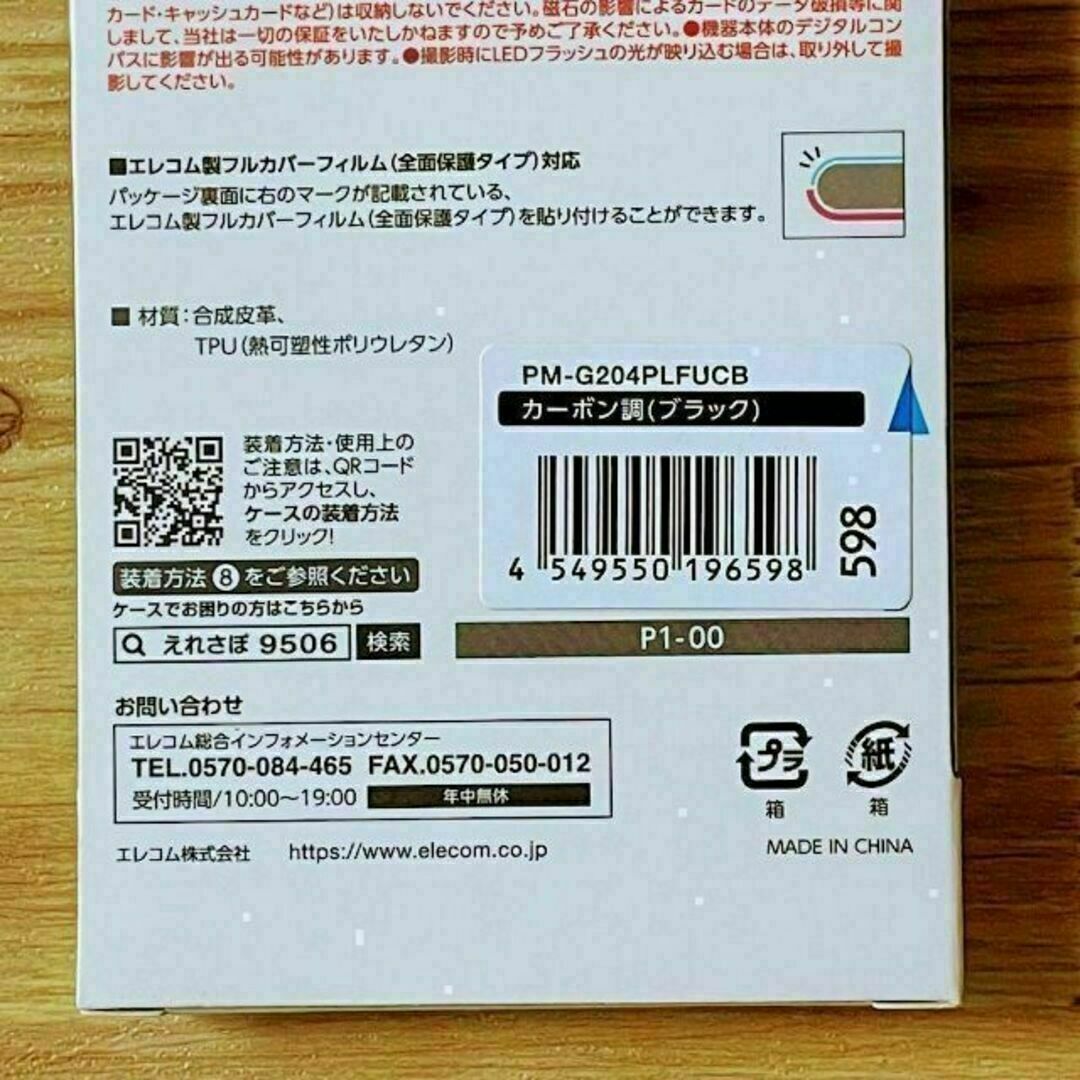 カード・キャッシュカードなど)は収納しないでください。磁石の影響によるカードのデータ破損等に関
しまして、当社は一切の保証をいたしかねますので予めご了承ください。●機器本体のデジタルコン
パスに影響が出る可能性があります。●撮影時にLEDフラッシュの光が映り込む場合は、取り外して撮
影してください。
■エレコム製フルカバーフィルム(全面保護タイプ)対応
パッケージ裏面に右のマークが記載されている、
エレコム製フルカバーフィルム(全面保護タイプ)を貼り付けることができます。
■ 材質:合成皮革、
TPU(熱可塑性ポリウレタン)
PM-G204PLFUCB
カーボン調(ブラック)
4 549550 196598
598
装着方法・使用上の
ご注意は、QRコード
からアクセスし、
ケースの装着方法
をクリック!
装着方法⑧をご参照ください
ケースでお困りの方はこちらから
えれさぽ 9506 検索
P1-00
お問い合わせ
エレコム総合インフォメーションセンター
TEL.0570-084-465 FAX.0570-050-012
受付時間/10:00~19:00 年中無休
エレコム株式会社 https://www.elecom.co.jp
プラ
箱
紙
箱
MADE IN CHINA